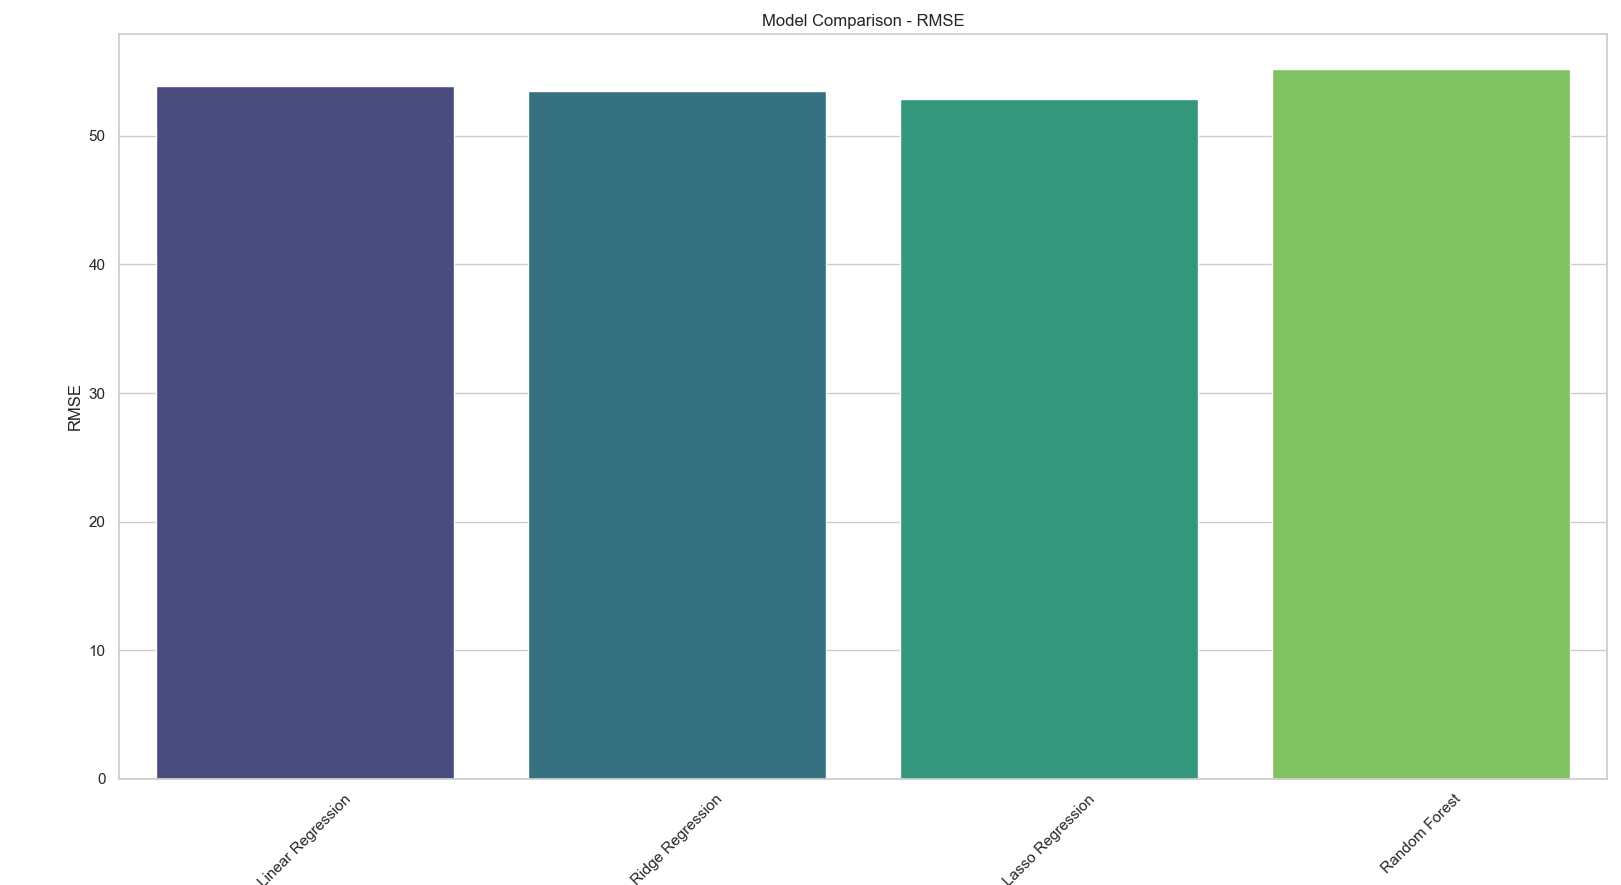 Model Comparison - RMSE
RMSE
50
40
30
20
10
0
Linear Regression
Ridge Regression
Lasso Regression
Random Forest